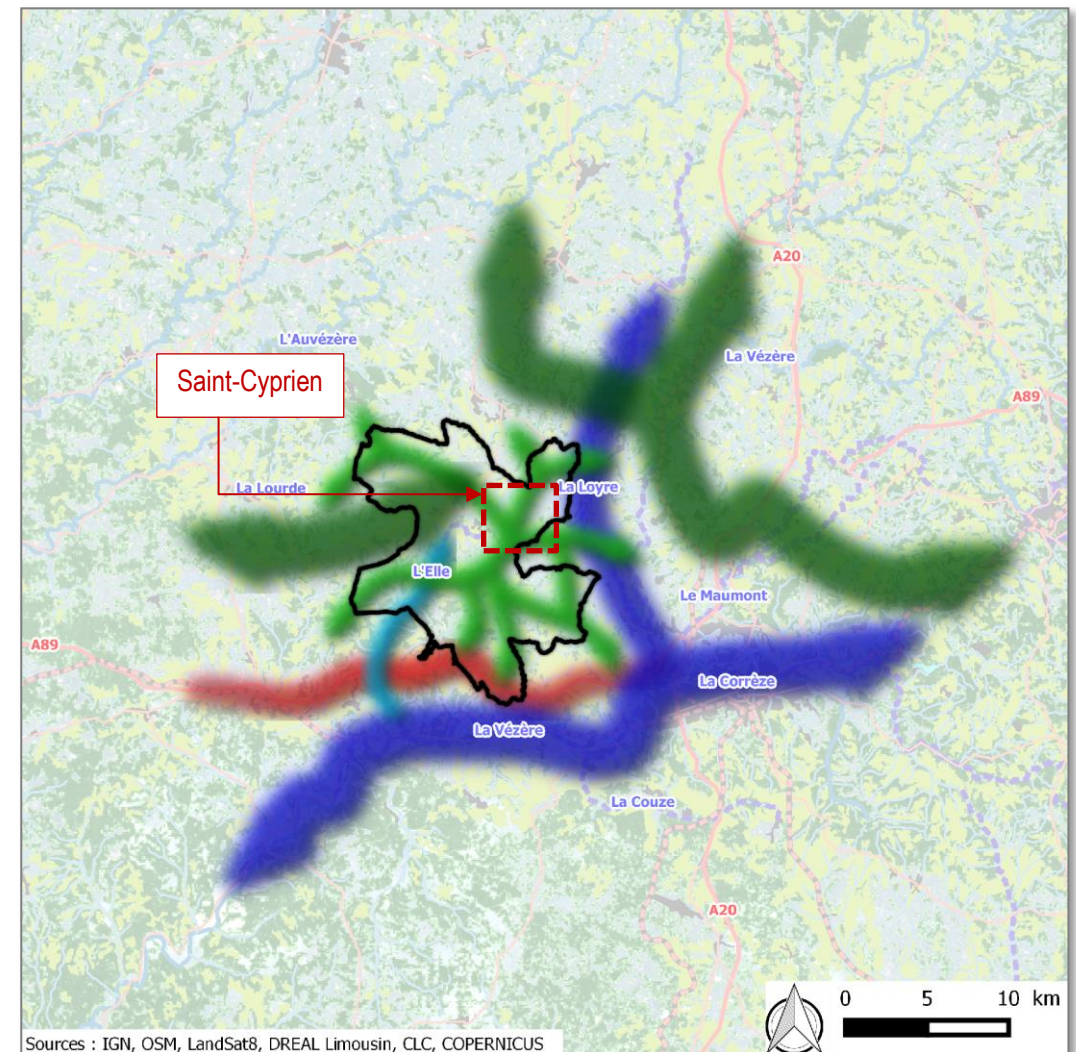 A20
L'Auvézère
La Vézère
Saint-Cyprien
A89
La Lourde
La Loyre
L'Elle
Le Maumont
A89
La Corrèze
La Vézère
La Couze
A20
0 5 10 km
Sources : IGN, OSM, LandSat8, DREAL Limousin, CLC, COPERNICUS